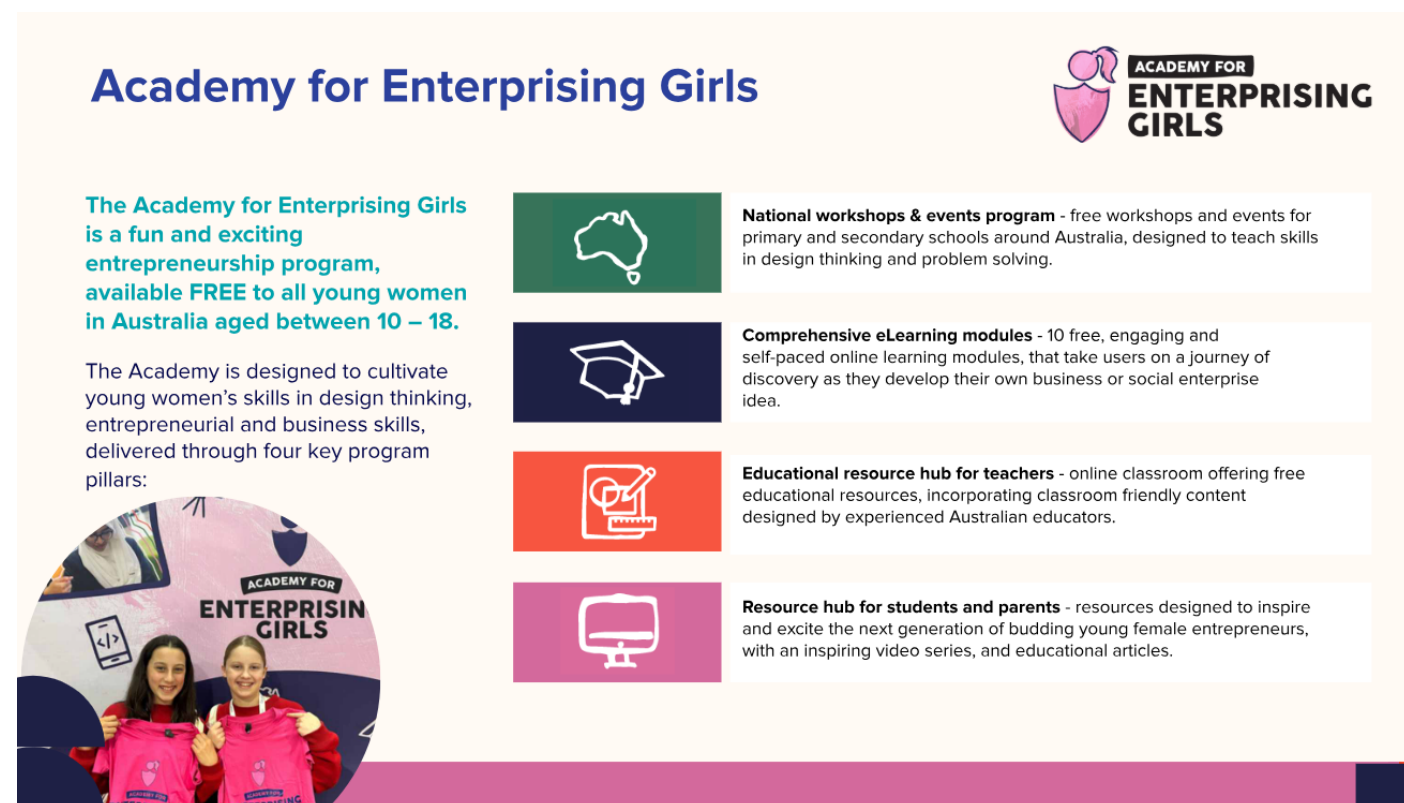 Academy for Enterprising Girls
ACADEMY FOR
ENTERPRISING
GIRLS
The Academy for Enterprising Girls
is a fun and exciting
entrepreneurship program,
available FREE to all young women
in Australia aged between 10 – 18.
The Academy is designed to cultivate
young women’s skills in design thinking,
entrepreneurial and business skills,
delivered through four key program
pillars:
National workshops & events program - free workshops and events for
primary and secondary schools around Australia, designed to teach skills
in design thinking and problem solving.
Comprehensive eLearning modules - 10 free, engaging and
self-paced online learning modules, that take users on a journey of
discovery as they develop their own business or social enterprise
idea.
Educational resource hub for teachers - online classroom offering free
educational resources, incorporating classroom friendly content
designed by experienced Australian educators.
Resource hub for students and parents - resources designed to inspire
and excite the next generation of budding young female entrepreneurs,
with an inspiring video series, and educational articles.
ACADEMY FOR
ENTERPRISIN
GIRLS
</>
ACADEMY FOR
ACADEMY FOR